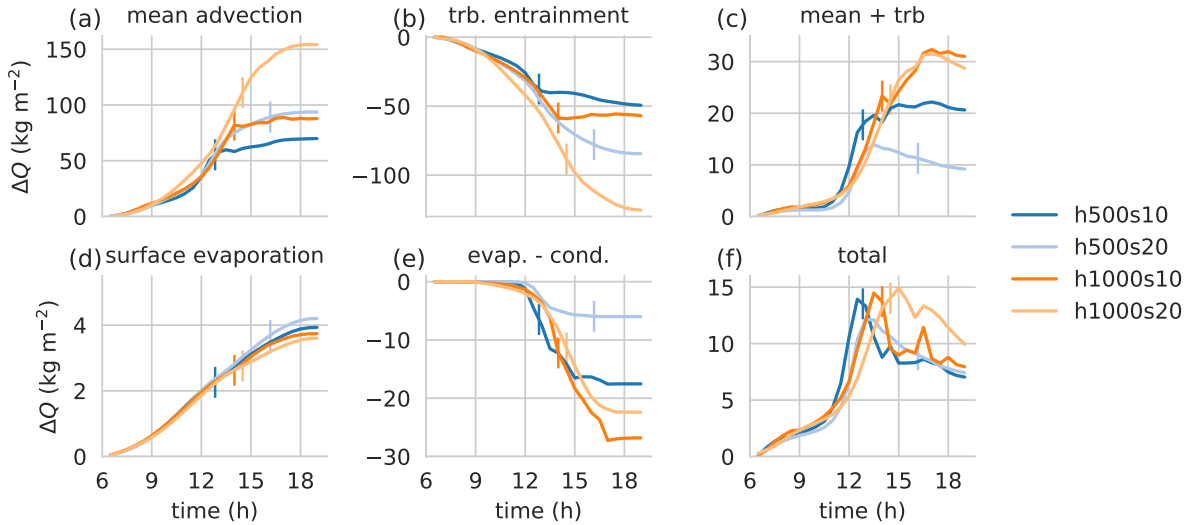 (a) mean advection
(b) trb. entrainment
(c) mean + trb
ΔQ (kg m⁻²)
150
100
50
0
0
−50
−100
30
20
10
0
(d) surface evaporation
(e) evap. - cond.
(f) total
ΔQ (kg m⁻²)
4
2
0
0
−10
−20
−30
15
10
5
0
6 9 12 15 18
6 9 12 15 18
6 9 12 15 18
time (h)
time (h)
time (h)
h500s10
h500s20
h1000s10
h1000s20